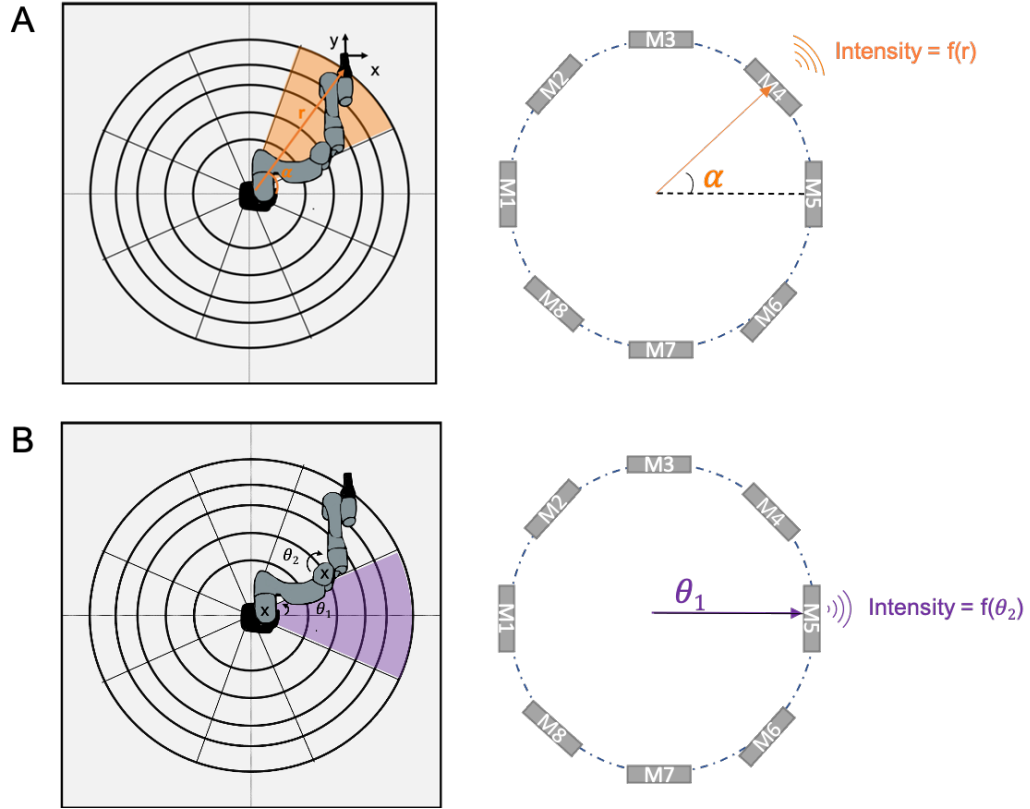 A
y
x
r
α
M3
M2
M4
Intensity = f(r)
α
M1
M5
M8
M6
M7
B
θ₂
x
x
θ₁
M3
M2
M4
θ₁
M1
M5
Intensity = f(θ₂)
M8
M6
M7